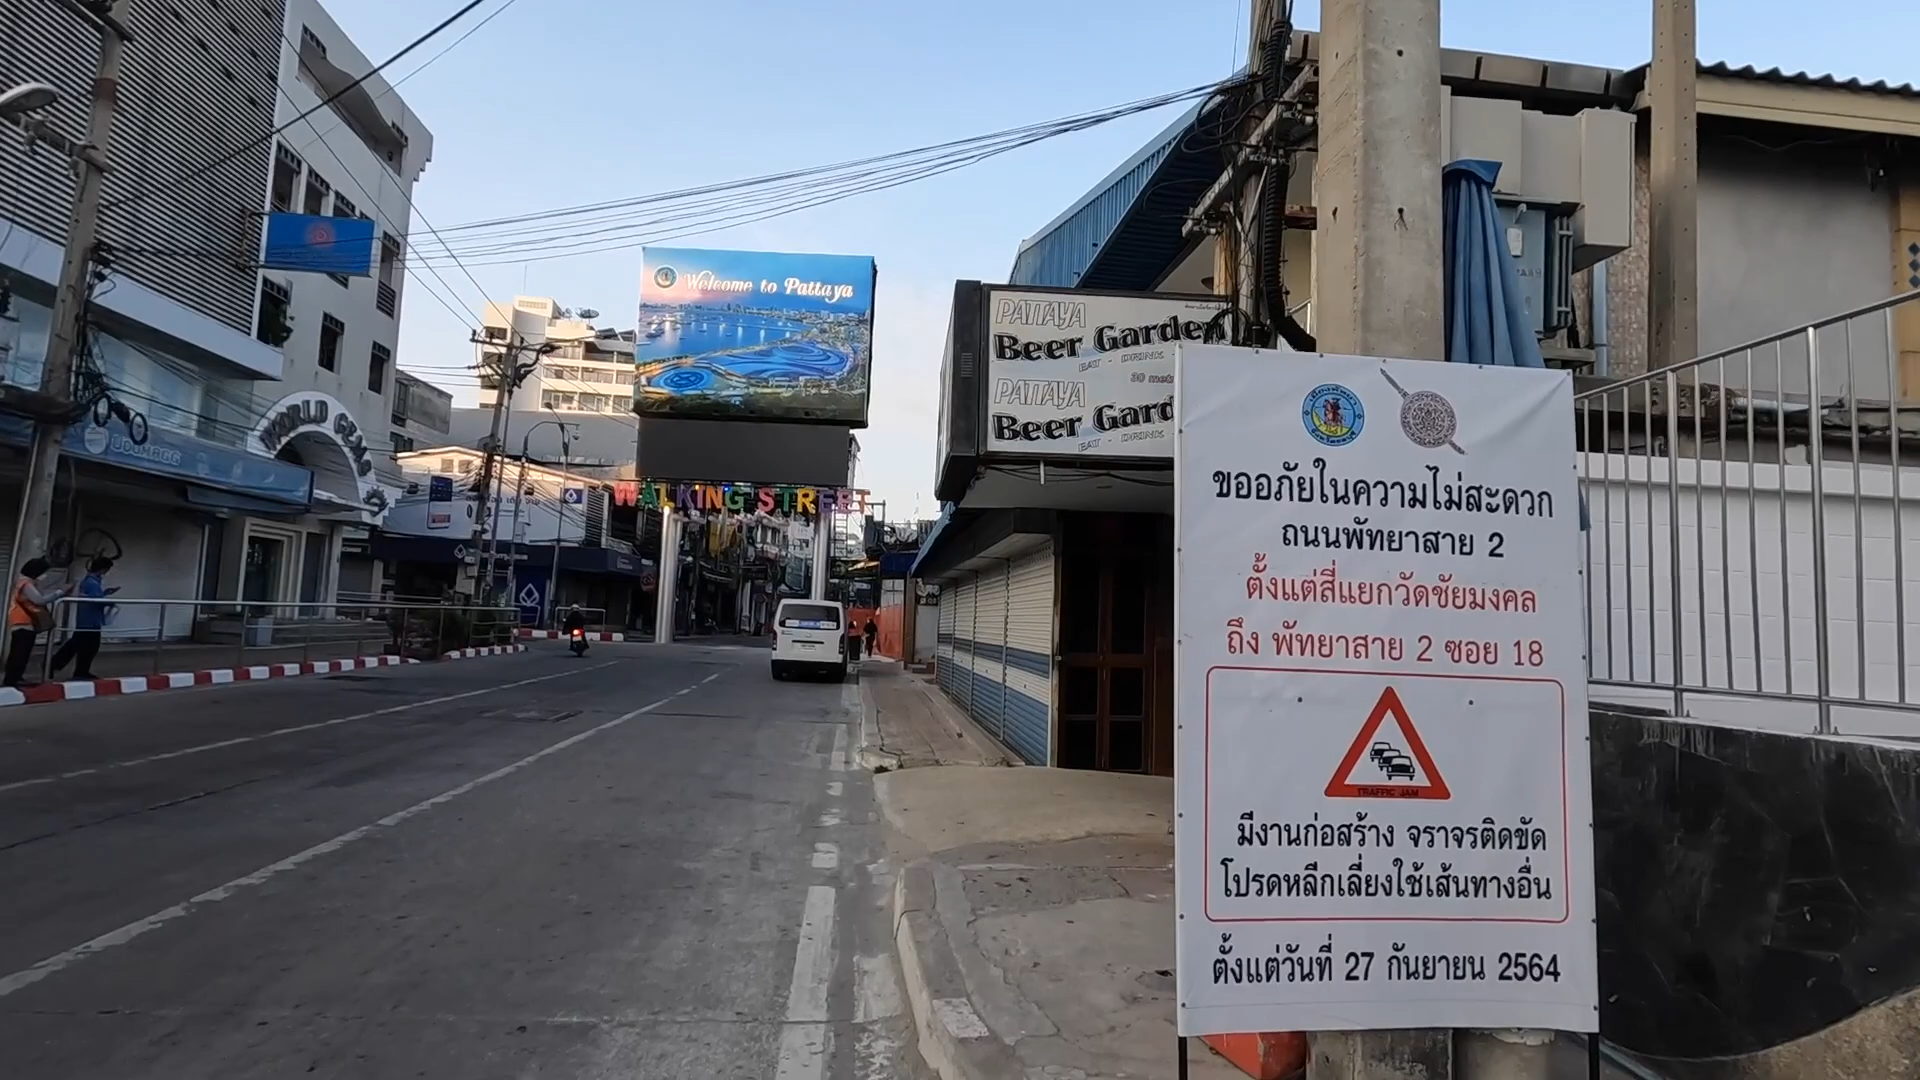 Welcome to Pattaya
WALKING STREET
WORLD GEMS
PATTAYA
Beer Garden
EAT - DRINK
30
PATTAYA
Beer Gard
EAT - DRINK
ขออภัยในความไม่สะดวก
ถนนพัทยาสาย 2
ตั้งแต่สี่แยกวัดชัยมงคล
ถึง พัทยาสาย 2 ซอย 18
TRAFFIC JAM
มีงานก่อสร้าง จราจรติดขัด
โปรดหลีกเลี่ยงใช้เส้นทางอื่น
ตั้งแต่วันที่ 27 กันยายน 2564